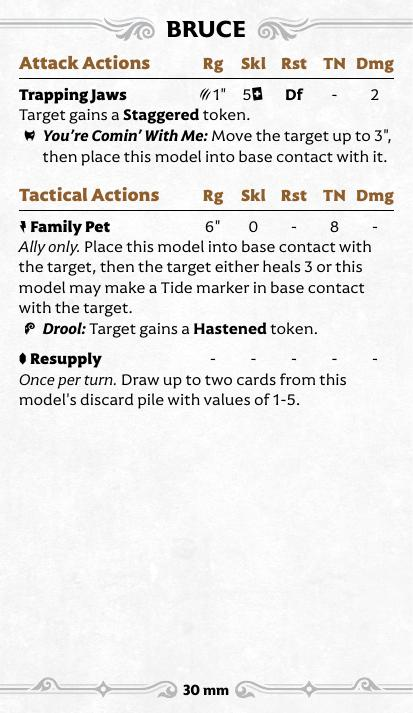 BRUCE
Attack Actions Rg Skl Rst TN Dmg
Trapping Jaws 1" 5 Df - 2
Target gains a Staggered token.
You're Comin' With Me: Move the target up to 3",
then place this model into base contact with it.
Tactical Actions Rg Skl Rst TN Dmg
Family Pet 6" 0 - 8 -
Ally only. Place this model into base contact with
the target, then the target either heals 3 or this
model may make a Tide marker in base contact
with the target.
Drool: Target gains a Hastened token.
Resupply - - - - -
Once per turn. Draw up to two cards from this
model's discard pile with values of 1-5.
30 mm